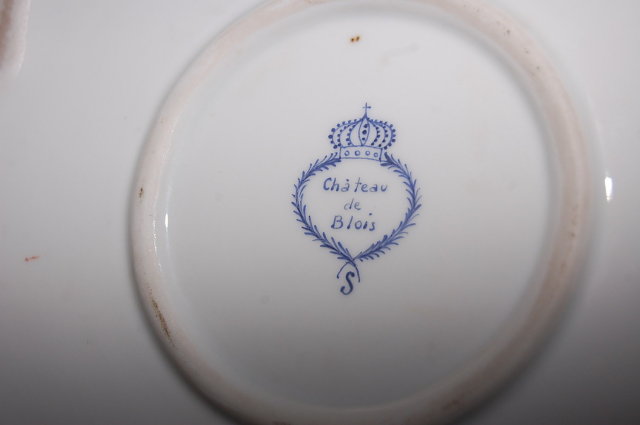 Château
de
Blois
S